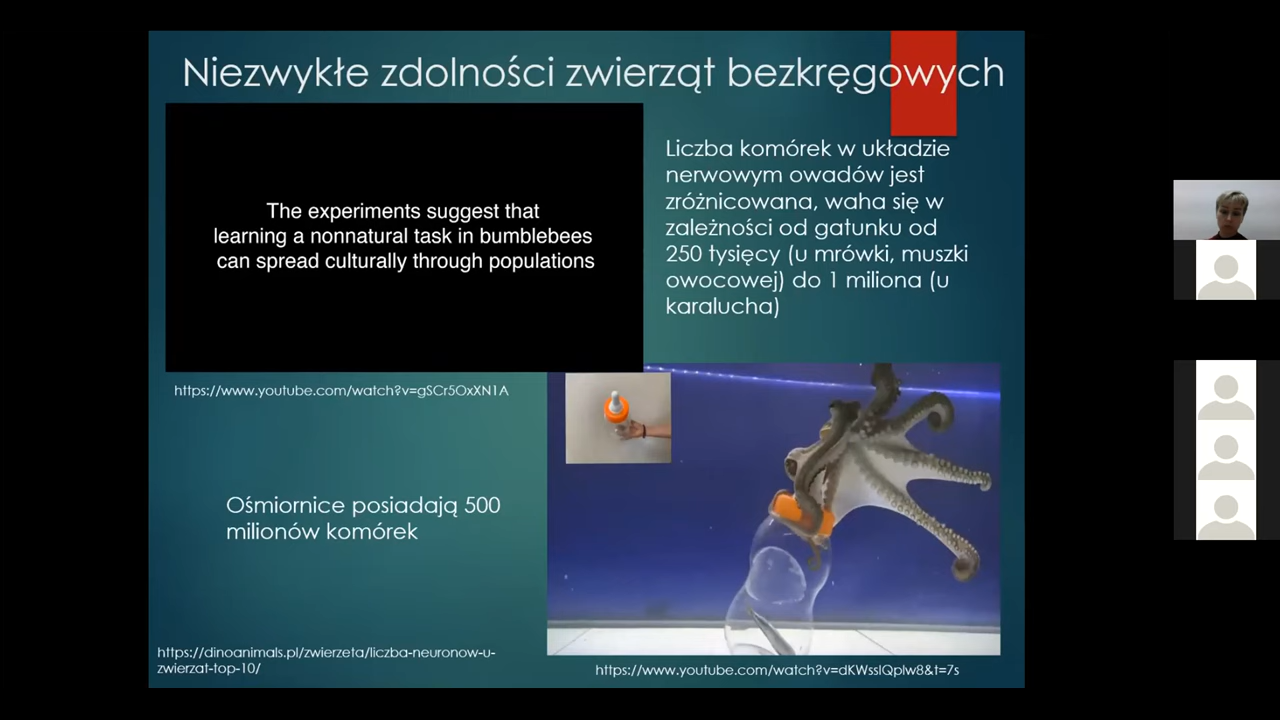 Niezwykłe zdolności zwierząt bezkręgowych
The experiments suggest that
learning a nonnatural task in bumblebees
can spread culturally through populations
Liczba komórek w układzie
nerwowym owadów jest
zróżnicowana, waha się w
zależności od gatunku od
250 tysięcy (u mrówki, muszki
owocowej) do 1 miliona (u
karalucha)
https://www.youtube.com/watch?v=gSCr5OxXN1A
Ośmiornice posiadają 500
milionów komórek
https://dinoanimals.pl/zwierzeta/liczba-neuronow-u-
zwierzat-top-10/
https://www.youtube.com/watch?v=dKWssIQpIw8&t=7s